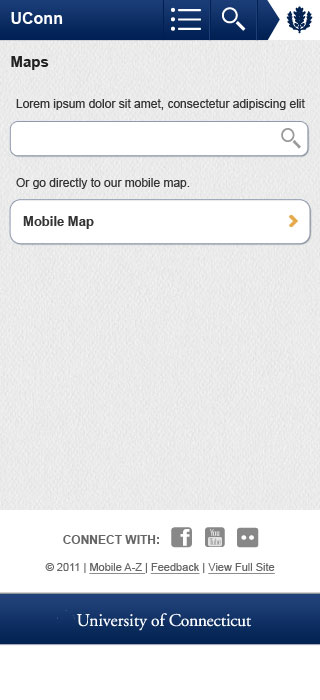 UConn
Maps
Lorem ipsum dolor sit amet, consectetur adipiscing elit
Or go directly to our mobile map.
Mobile Map
CONNECT WITH: f You Tube
© 2011 | Mobile A-Z | Feedback | View Full Site
University of Connecticut